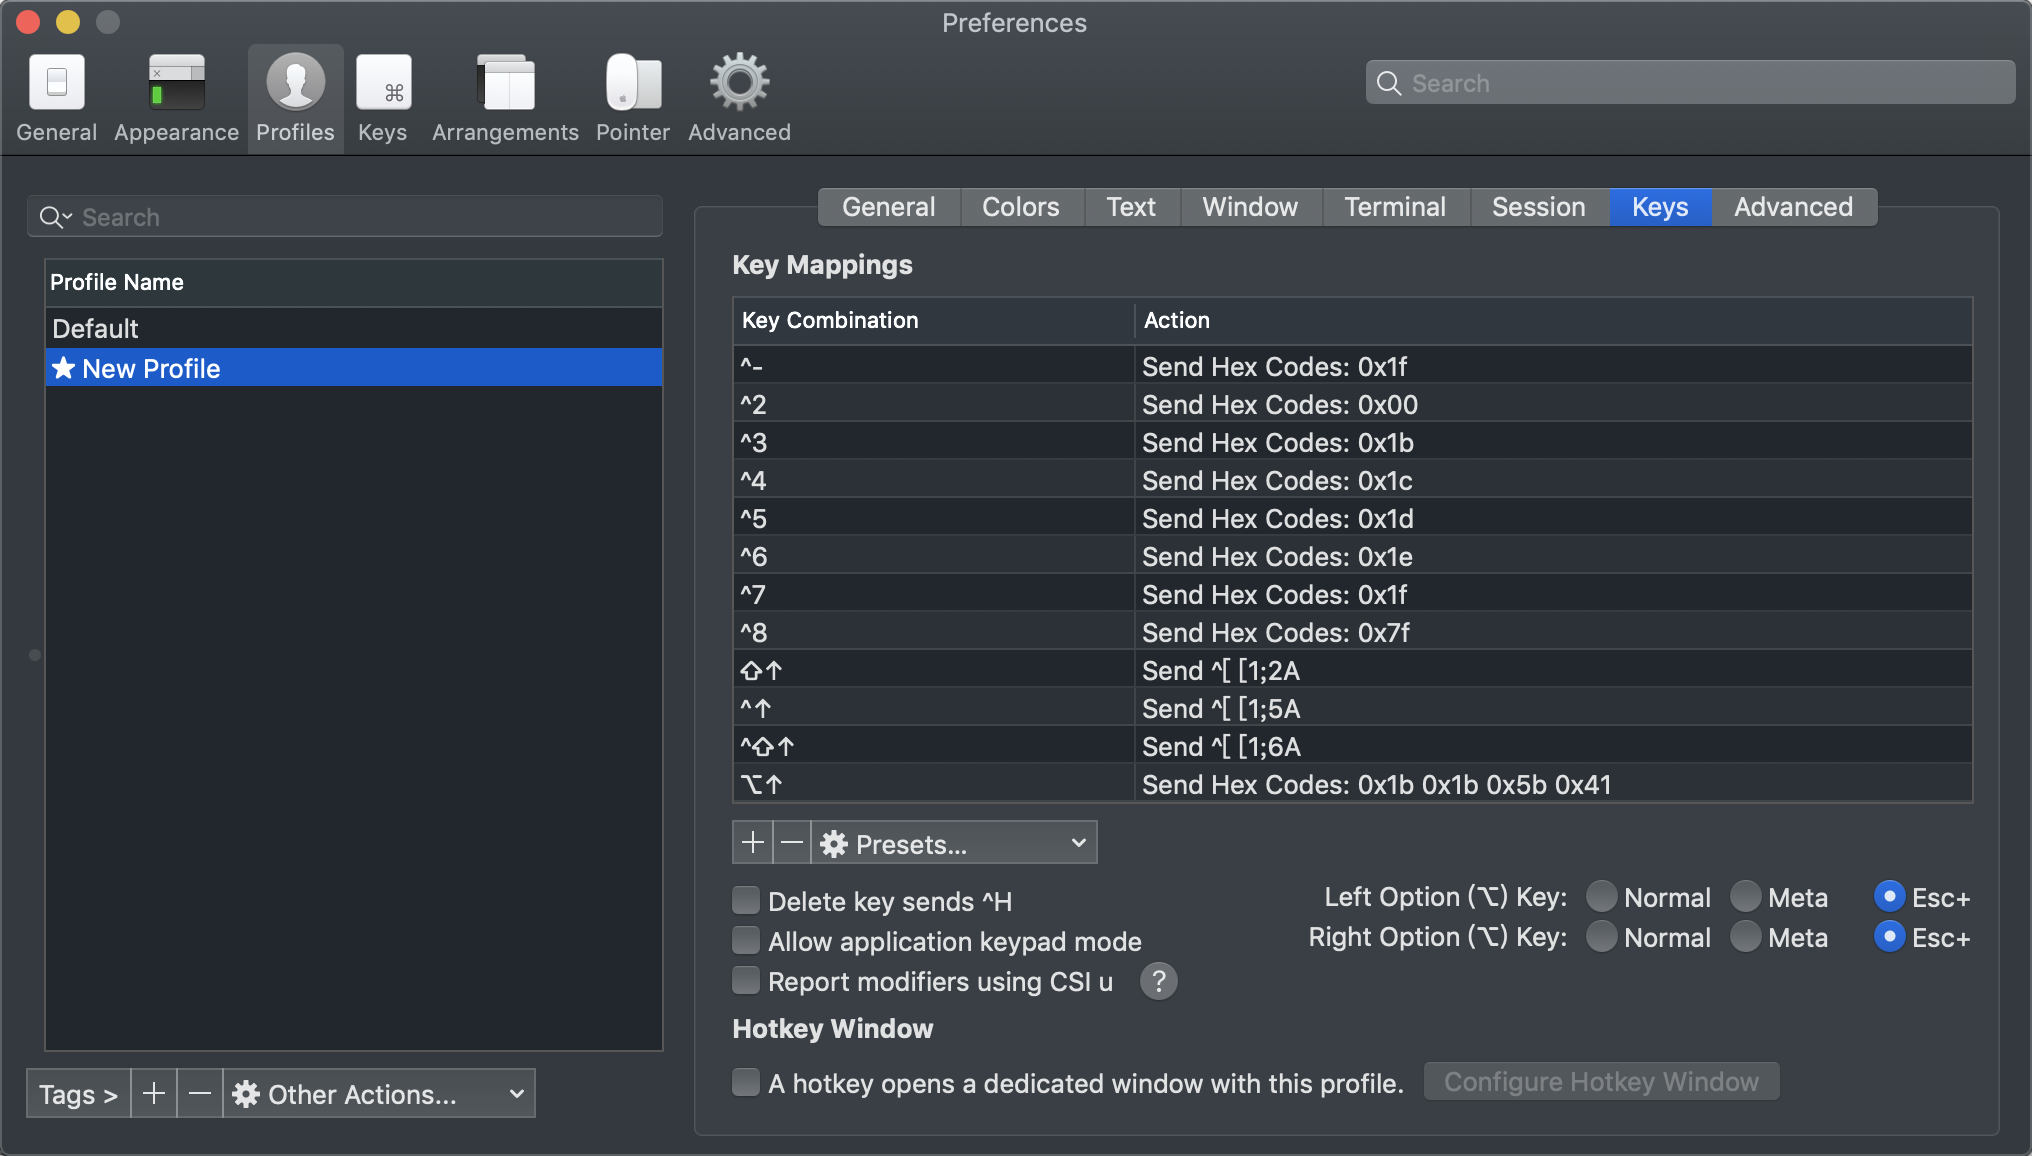 Preferences
General Appearance Profiles Keys Arrangements Pointer Advanced
Search
Search
Profile Name
Default
★ New Profile
Tags > + − Other Actions...
General Colors Text Window Terminal Session Keys Advanced
Key Mappings
Key Combination Action
^- Send Hex Codes: 0x1f
^2 Send Hex Codes: 0x00
^3 Send Hex Codes: 0x1b
^4 Send Hex Codes: 0x1c
^5 Send Hex Codes: 0x1d
^6 Send Hex Codes: 0x1e
^7 Send Hex Codes: 0x1f
^8 Send Hex Codes: 0x7f
⇧↑ Send ^[ [1;2A
^↑ Send ^[ [1;5A
^⇧↑ Send ^[ [1;6A
⌥↑ Send Hex Codes: 0x1b 0x1b 0x5b 0x41
+ − Presets...
Delete key sends ^H
Allow application keypad mode
Report modifiers using CSI u ?
Left Option (⌥) Key: Normal Meta Esc+
Right Option (⌥) Key: Normal Meta Esc+
Hotkey Window
A hotkey opens a dedicated window with this profile. Configure Hotkey Window